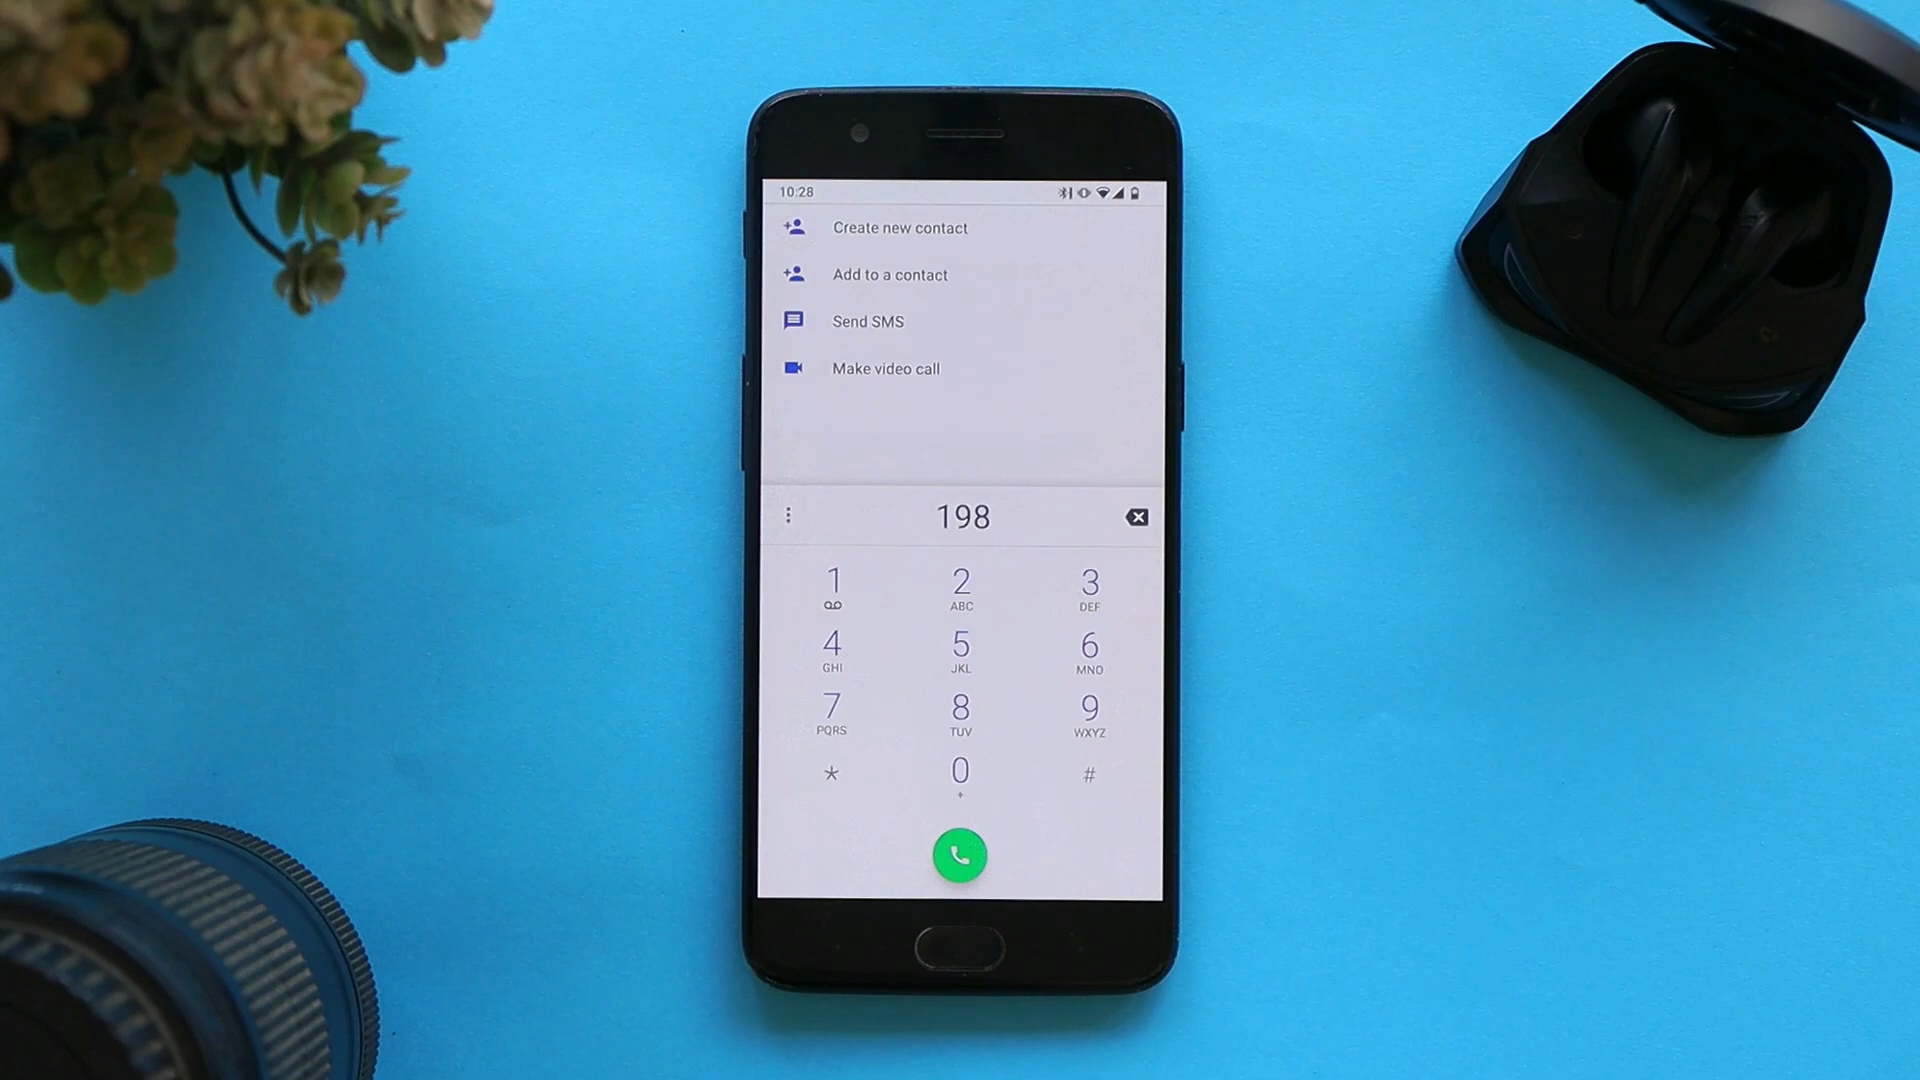 10:28
Create new contact
Add to a contact
Send SMS
Make video call
198
1 2 3
ABC DEF
4 5 6
GHI JKL MNO
7 8 9
PQRS TUV WXYZ
* 0 #
+